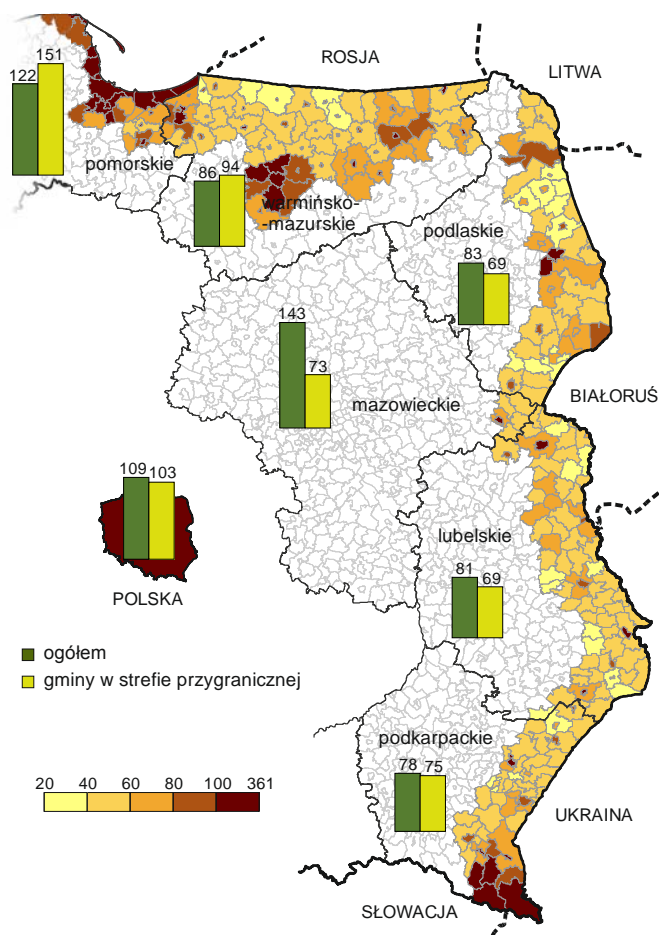 ROSJA
LITWA
151
122
pomorskie
86 94
warmińsko-
-mazurskie
podlaskie
83
69
143
73
mazowieckie
BIAŁORUŚ
109 103
POLSKA
lubelskie
81
69
ogółem
gminy w strefie przygranicznej
podkarpackie
78 75
20 40 60 80 100 361
UKRAINA
SŁOWACJA